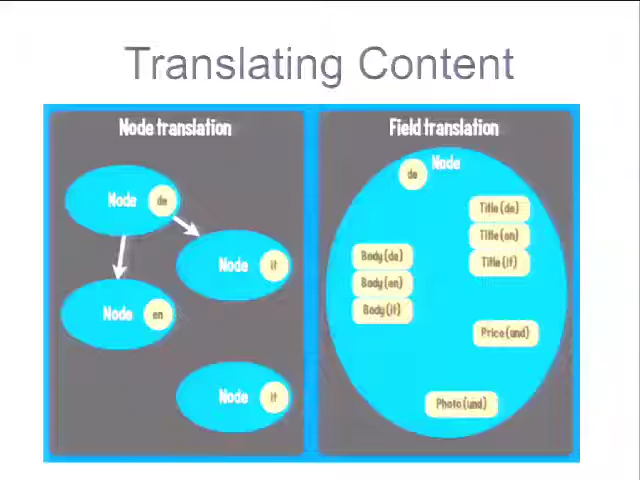 Translating Content
Node translation
Node de
Node it
Node en
Node it
Field translation
de Node
Title (de)
Title (en)
Title (it)
Body (de)
Body (en)
Body (it)
Price (und)
Photo (und)